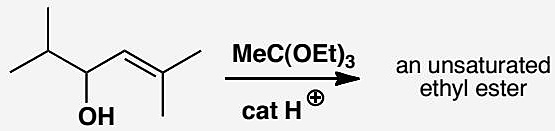 MeC(OEt)3
cat H⊕
OH
an unsaturated
ethyl ester